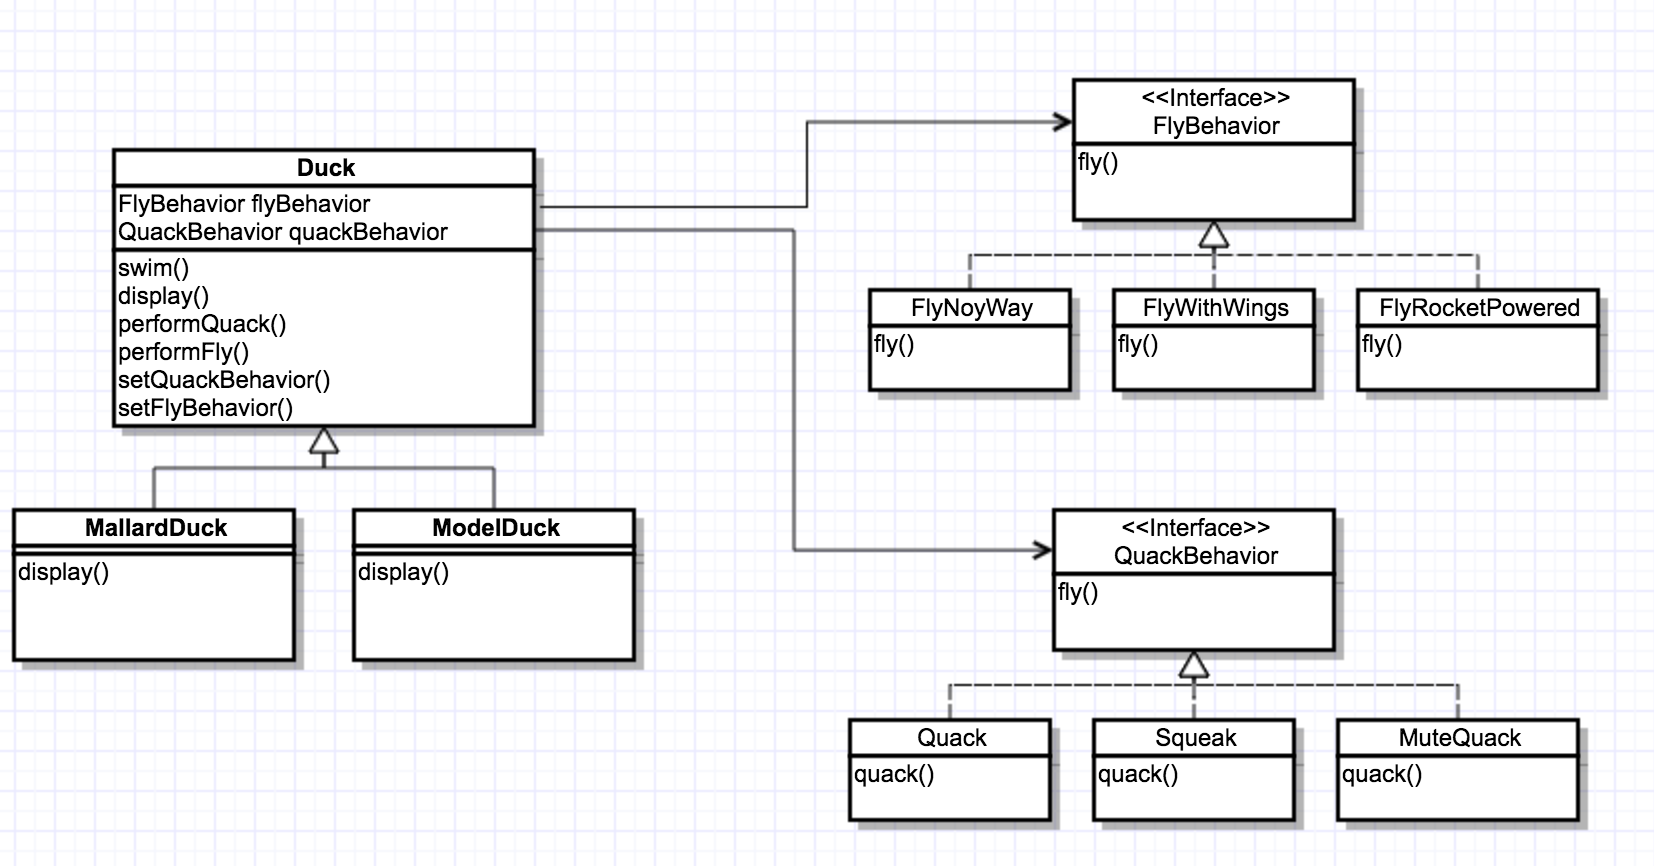 Duck
FlyBehavior flyBehavior
QuackBehavior quackBehavior
swim()
display()
performQuack()
performFly()
setQuackBehavior()
setFlyBehavior()
MallardDuck
display()
ModelDuck
display()
<<Interface>>
FlyBehavior
fly()
FlyNoyWay
fly()
FlyWithWings
fly()
FlyRocketPowered
fly()
<<Interface>>
QuackBehavior
fly()
Quack
quack()
Squeak
quack()
MuteQuack
quack()